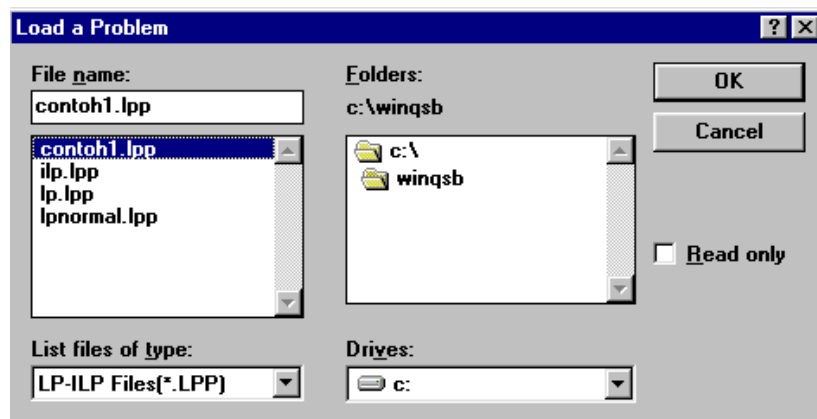 Load a Problem
File name:
contoh1.lpp
contoh1.lpp
ilp.lpp
lp.lpp
lpnormal.lpp
List files of type:
LP-ILP Files(*.LPP)
Folders:
c:\winqsb
c:\
winqsb
Drives:
c:
OK
Cancel
Read only